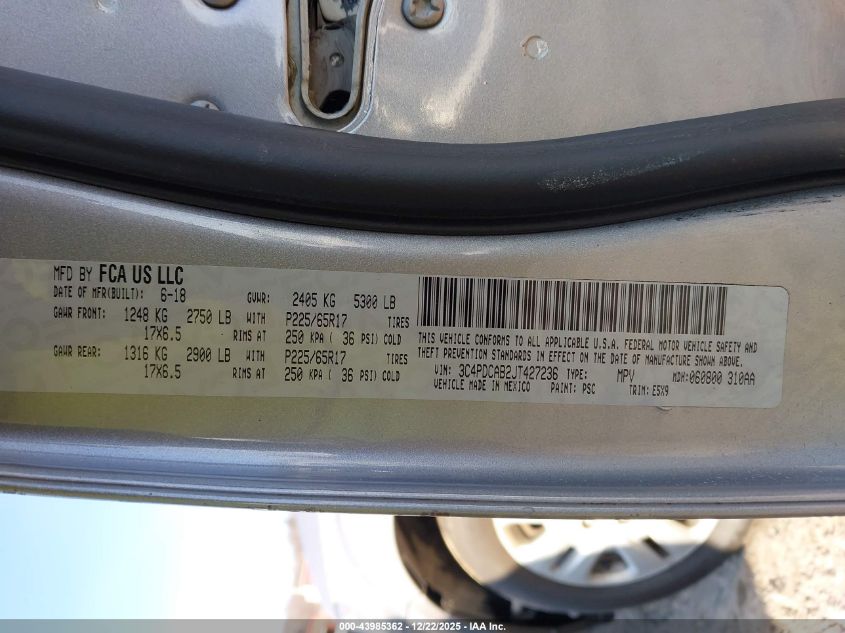 MFD BY FCA US LLC
DATE OF MFR(BUILT): 6-18 GVWR: 2405 KG 5300 LB
GAWR FRONT: 1248 KG 2750 LB WITH P225/65R17 TIRES
17X6.5 RIMS AT 250 KPA ( 36 PSI) COLD
GAWR REAR: 1316 KG 2900 LB WITH P225/65R17 TIRES
17X6.5 RIMS AT 250 KPA ( 36 PSI) COLD
THIS VEHICLE CONFORMS TO ALL APPLICABLE U.S.A. FEDERAL MOTOR VEHICLE SAFETY AND
THEFT PREVENTION STANDARDS IN EFFECT ON THE DATE OF MANUFACTURE SHOWN ABOVE.
VIN: 3C4PDCAB2JT427236 TYPE: MPV MDH: 060800 310AA
VEHICLE MADE IN MEXICO PAINT: PSC TRIM: E5X9
000-43985362 - 12/22/2025 - IAA Inc.